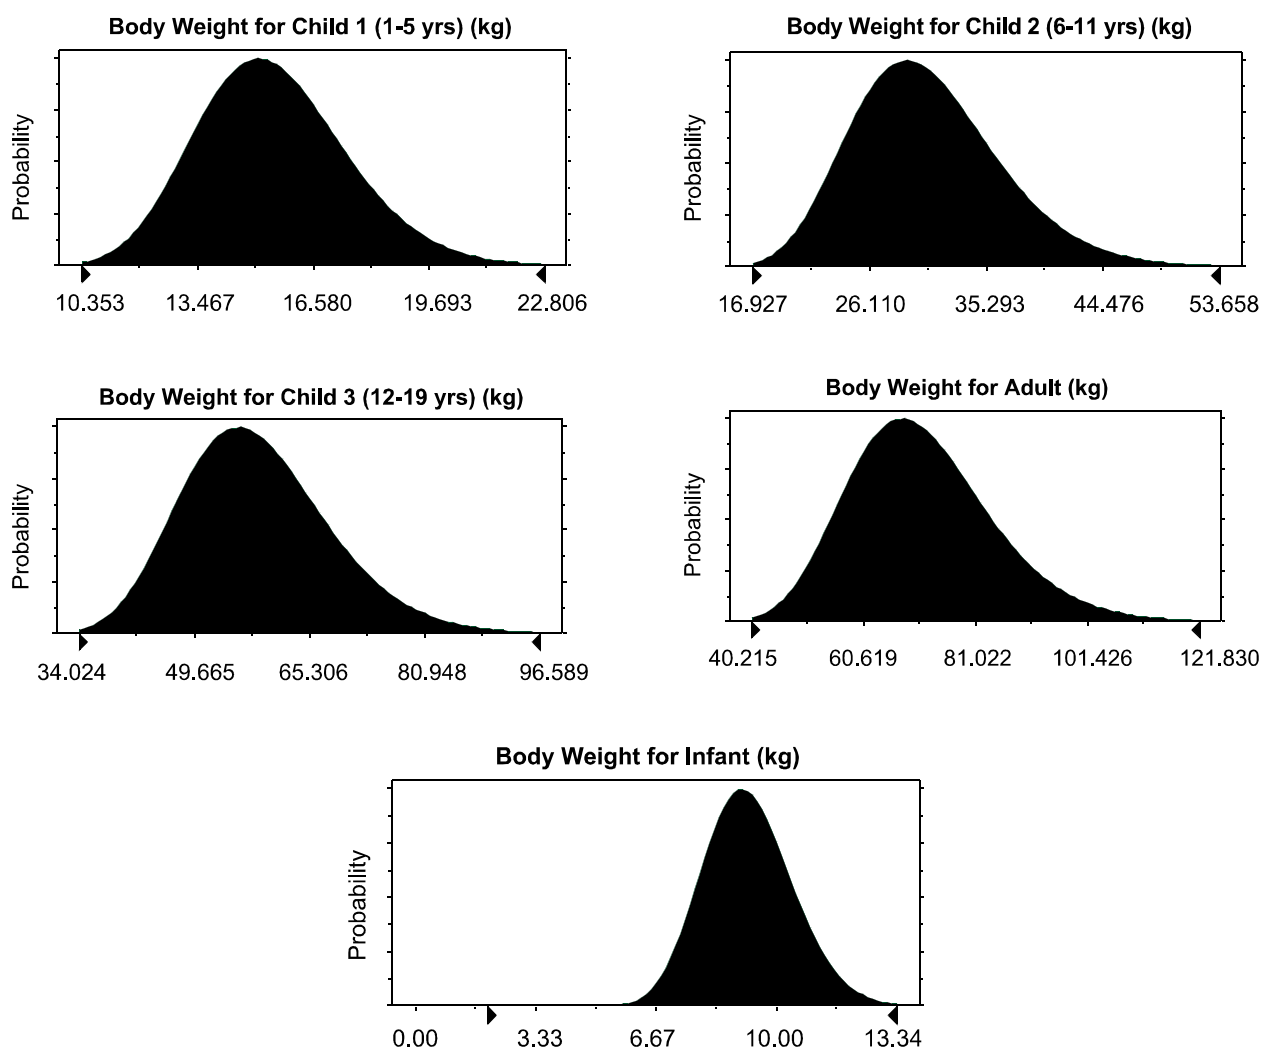 Body Weight for Child 1 (1-5 yrs) (kg)
Probability
10.353 13.467 16.580 19.693 22.806
Body Weight for Child 2 (6-11 yrs) (kg)
Probability
16.927 26.110 35.293 44.476 53.658
Body Weight for Child 3 (12-19 yrs) (kg)
Probability
34.024 49.665 65.306 80.948 96.589
Body Weight for Adult (kg)
Probability
40.215 60.619 81.022 101.426 121.830
Body Weight for Infant (kg)
Probability
0.00 3.33 6.67 10.00 13.34